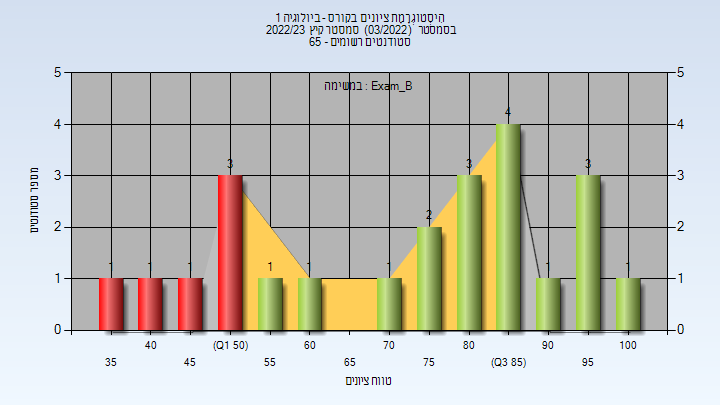 היסטוגרמת ציונים בקורס - ביולוגיה 1
בסמסטר (03/2022) סמסטר קיץ 2022/23
סטודנטים רשומים - 65
במשימה : Exam_B
מספר סטודנטים
5 5
4 4
3 3
2 2
1 1
0 0
1 1 1 3 1 1 1 2 3 4 1 3 1
40 (Q1 50) 60 70 80 90 100
35 45 55 65 75 (Q3 85) 95
טווח ציונים